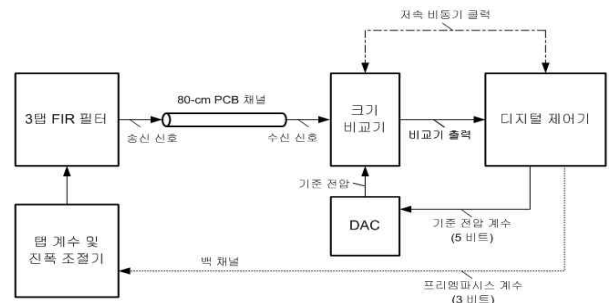 저속 비동기 클럭
80-cm PCB 채널
3탭 FIR 필터
송신 신호
수신 신호
크기
비교기
비교기 출력
디지털 제어기
기준 전압
DAC
기준 전압 계수
(5 비트)
탭 계수 및
진폭 조절기
백 채널
프리엠파시스 계수
(3 비트)